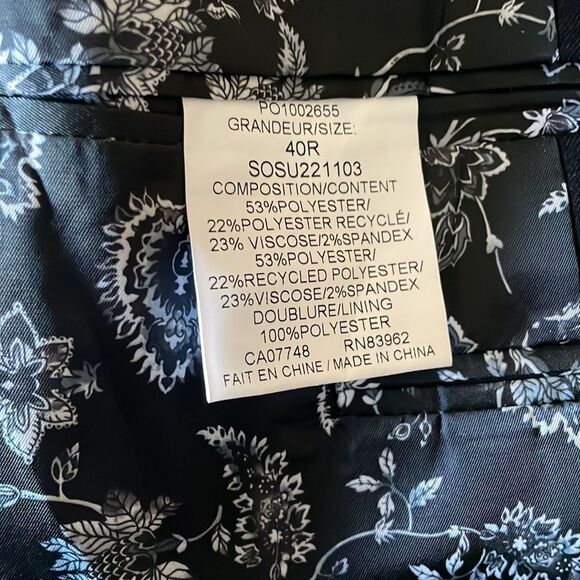 PO1002655
GRANDEUR/SIZE:
40R
SOSU221103
COMPOSITION/CONTENT
53%POLYESTER/
22%POLYESTER RECYCLÉ/
23% VISCOSE/2%SPANDEX
53%POLYESTER/
22%RECYCLED POLYESTER/
23%VISCOSE/2%SPANDEX
DOUBLURE/LINING
100%POLYESTER
CA07748 RN83962
FAIT EN CHINE / MADE IN CHINA